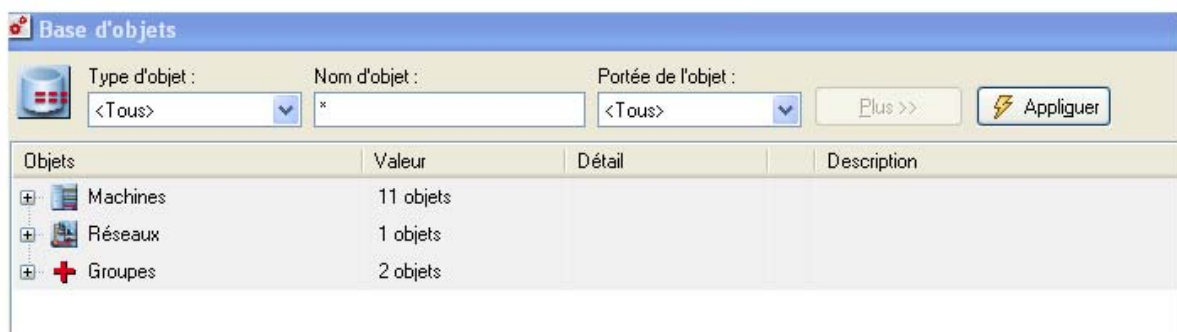 Base d'objets
Type d'objet : Nom d'objet : Portée de l'objet :
<Tous> * <Tous> Plus >> Appliquer
Objets Valeur Détail Description
Machines 11 objets
Réseaux 1 objets
Groupes 2 objets